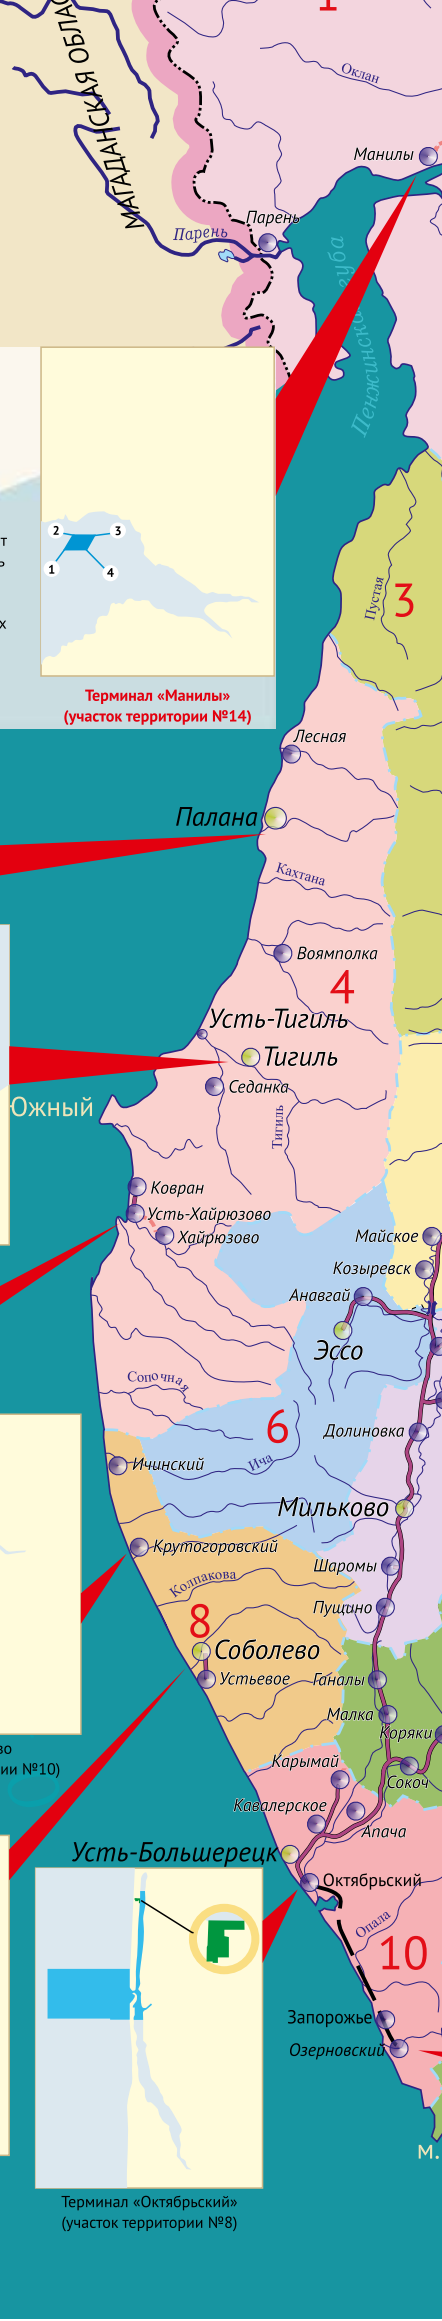 1
МАГАДАНСКАЯ ОБЛАС
Оклан
Манилы
Парень
Парень
Пенжинская губа
3
Пустая
2
3
1
4
т
ь
х
Терминал «Манилы»
(участок территории №14)
Лесная
Палана
Кахтана
Воямполка
4
Усть-Тигиль
Тигиль
Седанка
Южный
Тигиль
Ковран
Усть-Хайрюзово
Хайрюзово
Майское
Козыревск
Анавгай
Эссо
Сопочная
6
Долиновка
Ича
Ичинский
Мильково
Крутогоровский
Шаромы
Колпакова
Пущино
8
Соболево
Устьевое
Ганалы
Малка
Коряки
во
ии №10)
Карымай
Сокоч
Кавалерское
Апача
Усть-Большерецк
Октябрьский
Опала
10
Запорожье
Озерновский
м.
Терминал «Октябрьский»
(участок территории №8)